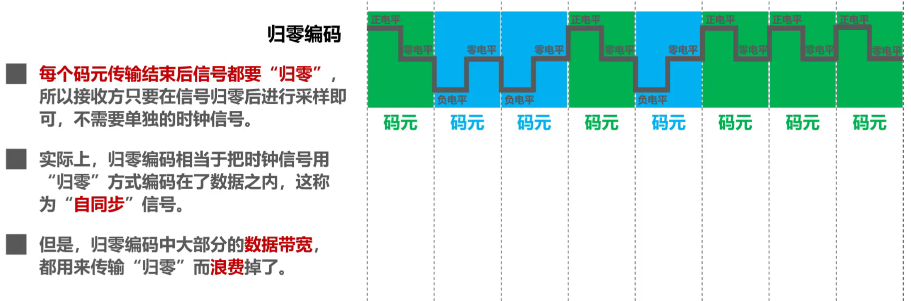 归零编码
每个码元传输结束后信号都要“归零”，
所以接收方只要在信号归零后进行采样即
可，不需要单独的时钟信号。
实际上，归零编码相当于把时钟信号用
“归零”方式编码在了数据之内，这称
为“自同步”信号。
但是，归零编码中大部分的数据带宽，
都用来传输“归零”而浪费掉了。
正电平 正电平 正电平 正电平 正电平
零电平 零电平 零电平 零电平 零电平 零电平 零电平 零电平
负电平 负电平 负电平
码元 码元 码元 码元 码元 码元 码元 码元